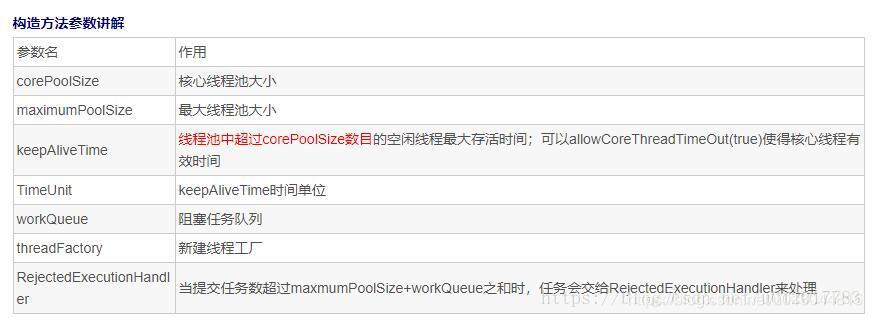 构造方法参数讲解
参数名 作用
corePoolSize 核心线程池大小
maximumPoolSize 最大线程池大小
keepAliveTime 线程池中超过corePoolSize数目的空闲线程最大存活时间；可以allowCoreThreadTimeOut(true)使得核心线程有
效时间
TimeUnit keepAliveTime时间单位
workQueue 阻塞任务队列
threadFactory 新建线程工厂
RejectedExecutionHandl
er 当提交任务数超过maxmumPoolSize+workQueue之和时，任务会交给RejectedExecutionHandler来处理